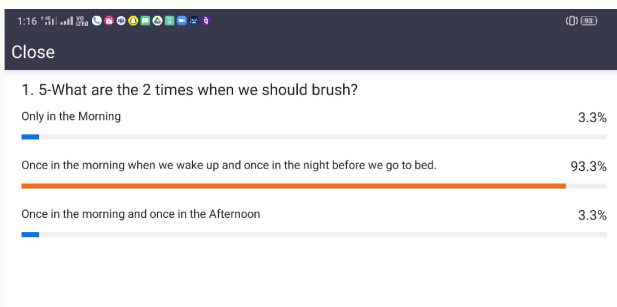 1:16
93
Close
1. 5-What are the 2 times when we should brush?
Only in the Morning
3.3%
Once in the morning when we wake up and once in the night before we go to bed.
93.3%
Once in the morning and once in the Afternoon
3.3%